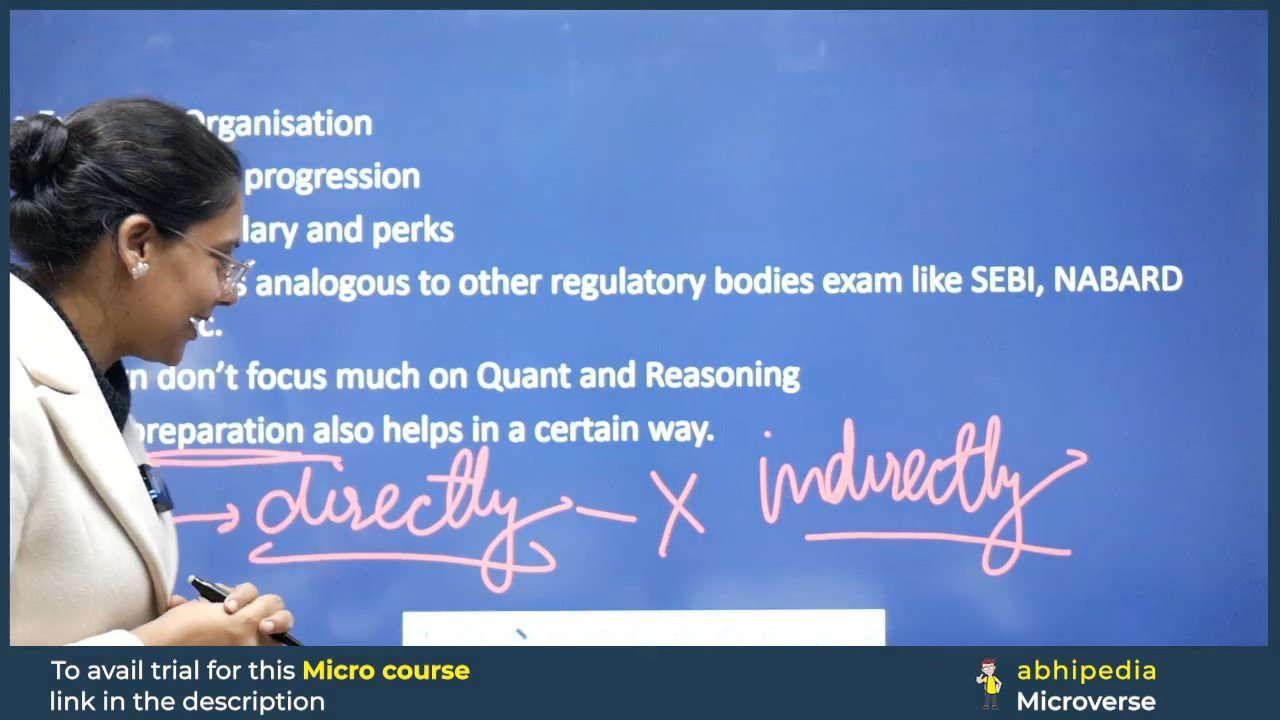 Organisation
progression
lary and perks
s analogous to other regulatory bodies exam like SEBI, NABARD
c.
n don't focus much on Quant and Reasoning
preparation also helps in a certain way.
→ directly — X indirectly
To avail trial for this Micro course
link in the description
abhipedia
Microverse